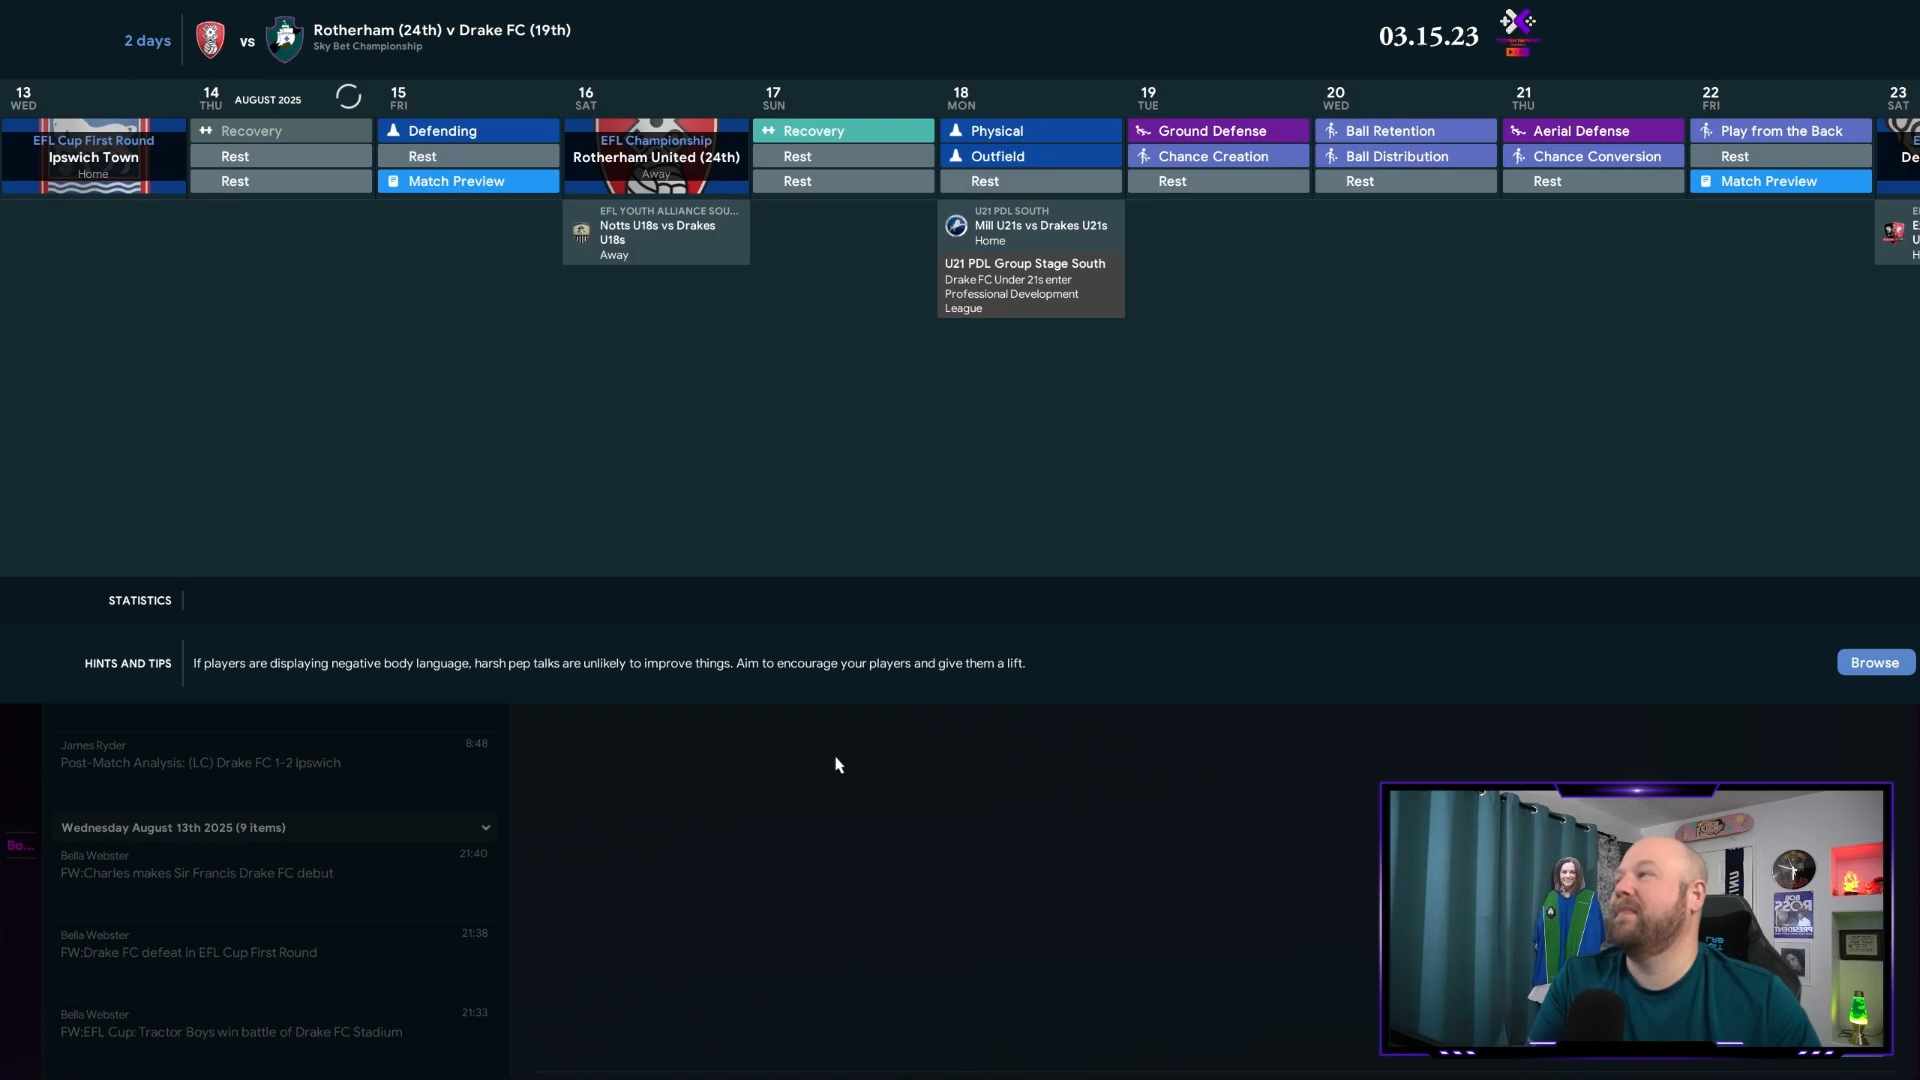 2 days
vs
Rotherham (24th) v Drake FC (19th)
Sky Bet Championship
03.15.23
13
WED
14
THU
AUGUST 2025
15
FRI
16
SAT
17
SUN
18
MON
19
TUE
20
WED
21
THU
22
FRI
23
SAT
EFL Cup First Round
Ipswich Town
Home
Recovery
Rest
Rest
Defending
Rest
Match Preview
EFL Championship
Rotherham United (24th)
Away
Recovery
Rest
Rest
Physical
Outfield
Rest
Ground Defense
Chance Creation
Rest
Ball Retention
Ball Distribution
Rest
Aerial Defense
Chance Conversion
Rest
Play from the Back
Rest
Match Preview
E
De
EFL YOUTH ALLIANCE SOU...
Notts U18s vs Drakes
U18s
Away
U21 PDL SOUTH
Mill U21s vs Drakes U21s
Home
U21 PDL Group Stage South
Drake FC Under 21s enter
Professional Development
League
STATISTICS
HINTS AND TIPS
If players are displaying negative body language, harsh pep talks are unlikely to improve things. Aim to encourage your players and give them a lift.
Browse
James Ryder
8:48
Post-Match Analysis: (LC) Drake FC 1-2 Ipswich
Wednesday August 13th 2025 (9 items)
Bo...
Bella Webster
21:40
FW:Charles makes Sir Francis Drake FC debut
Bella Webster
21:38
FW:Drake FC defeat in EFL Cup First Round
Bella Webster
21:33
FW:EFL Cup: Tractor Boys win battle of Drake FC Stadium
BOB
ROSS
PRESIDENT